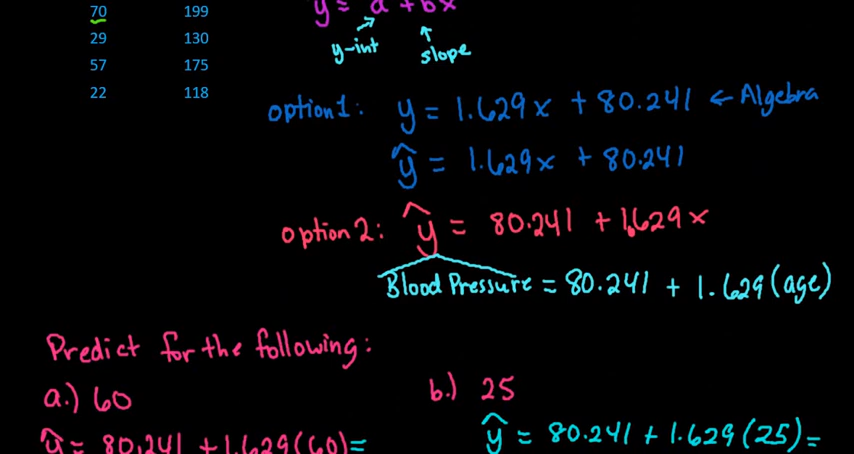 y = a + bx
70 199
y-int slope
29 130
57 175
22 118
option 1: y = 1.629x + 80.241 ← Algebra
ŷ = 1.629x + 80.241
option 2: ŷ = 80.241 + 1.629x
Blood Pressure = 80.241 + 1.629(age)
Predict for the following:
a.) 60 b.) 25
ŷ = 80.241 + 1.629(60)= ŷ = 80.241 + 1.629(25)=